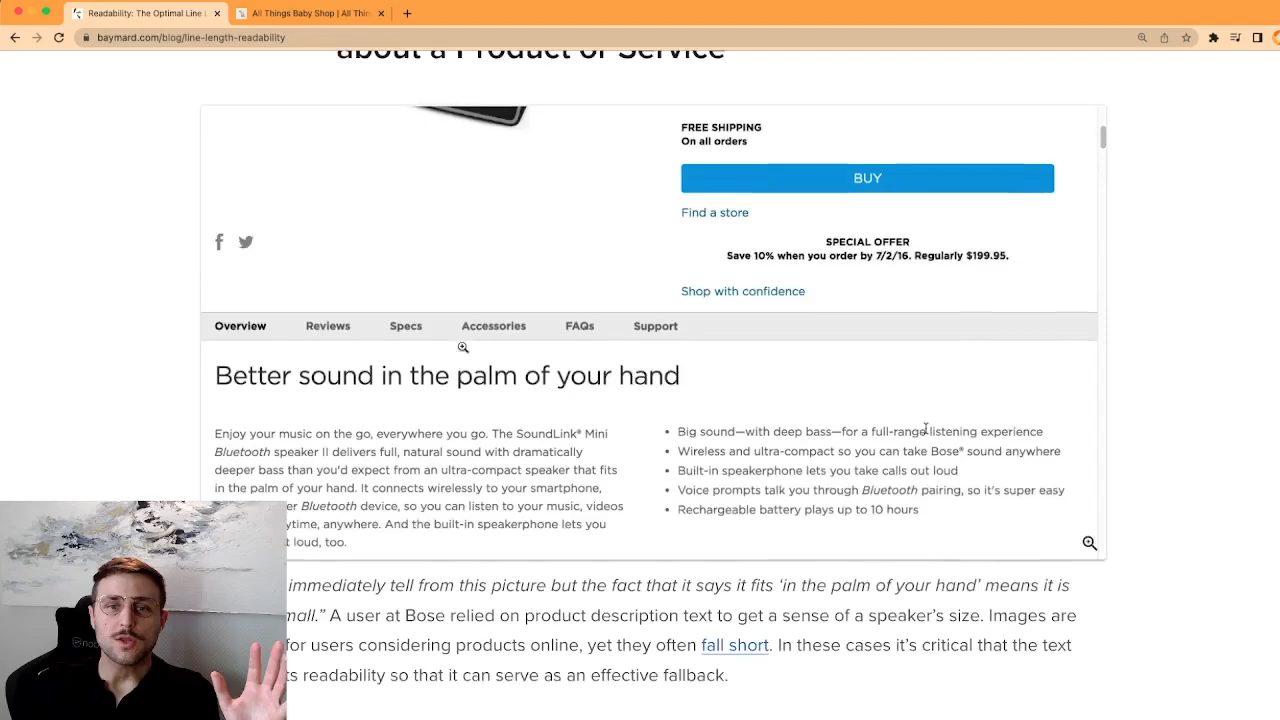 Readability: The Optimal Line L
All Things Baby Shop | All Thin
baymard.com/blog/line-length-readability
about a Product or Service
FREE SHIPPING
On all orders
BUY
Find a store
SPECIAL OFFER
Save 10% when you order by 7/2/16. Regularly $199.95.
Shop with confidence
Overview Reviews Specs Accessories FAQs Support
Better sound in the palm of your hand
Enjoy your music on the go, everywhere you go. The SoundLink® Mini
Bluetooth speaker II delivers full, natural sound with dramatically
deeper bass than you'd expect from an ultra-compact speaker that fits
in the palm of your hand. It connects wirelessly to your smartphone,
Bluetooth device, so you can listen to your music, videos
anywhere. And the built-in speakerphone lets you
loud, too.
• Big sound—with deep bass—for a full-range listening experience
• Wireless and ultra-compact so you can take Bose® sound anywhere
• Built-in speakerphone lets you take calls out loud
• Voice prompts talk you through Bluetooth pairing, so it's super easy
• Rechargeable battery plays up to 10 hours
immediately tell from this picture but the fact that it says it fits ‘in the palm of your hand’ means it is
A user at Bose relied on product description text to get a sense of a speaker’s size. Images are
for users considering products online, yet they often fall short. In these cases it’s critical that the text
readability so that it can serve as an effective fallback.